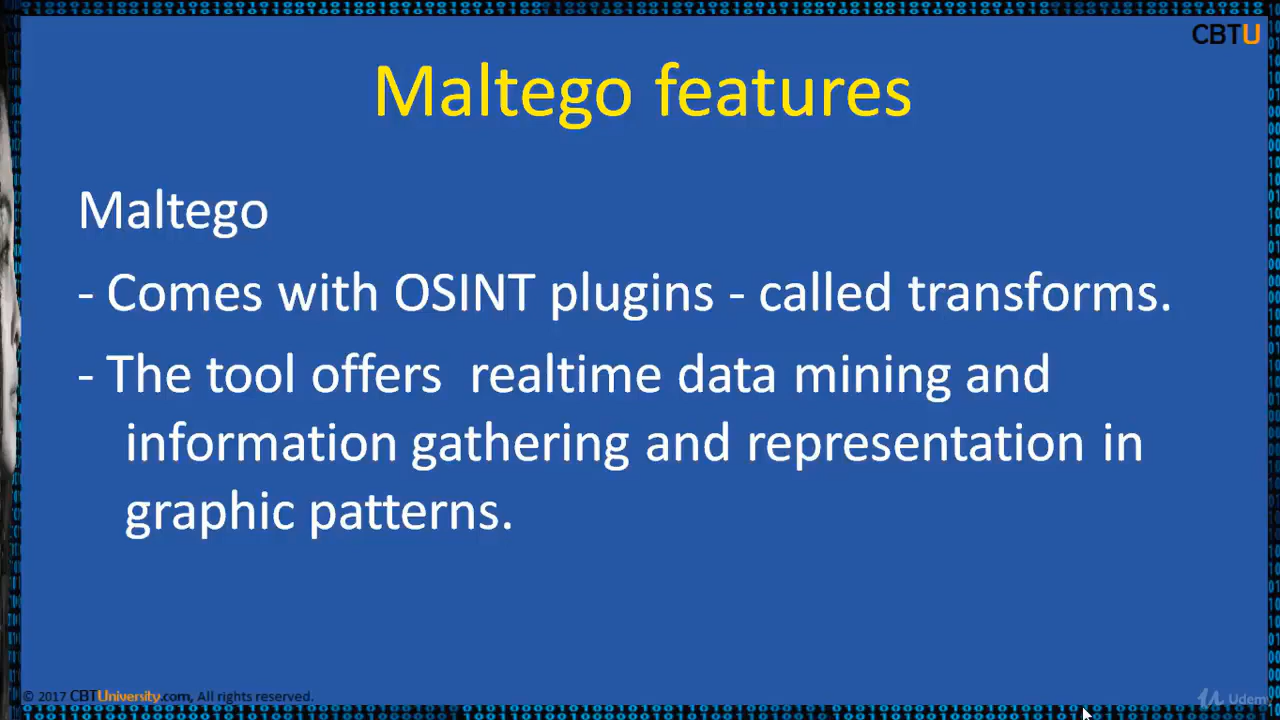 CBTU
Maltego features
Maltego
- Comes with OSINT plugins - called transforms.
- The tool offers  realtime data mining and
information gathering and representation in
graphic patterns.
© 2017 CBTUniversity.com, All rights reserved.
Udemy